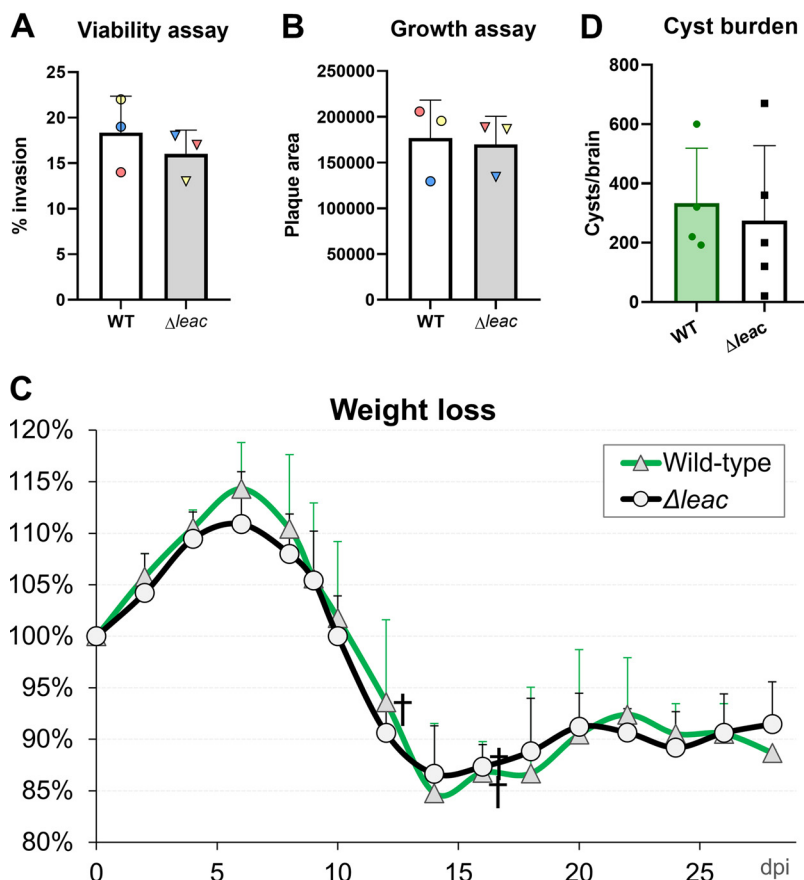 A Viability assay
25
20
15
10
5
0
% invasion
WT Δleac
B Growth assay
250000
200000
150000
100000
50000
0
Plaque area
WT Δleac
D Cyst burden
800
600
400
200
0
Cysts/brain
WT Δleac
C Weight loss
120%
115%
110%
105%
100%
95%
90%
85%
80%
Wild-type
Δleac
0 5 10 15 20 25 dpi